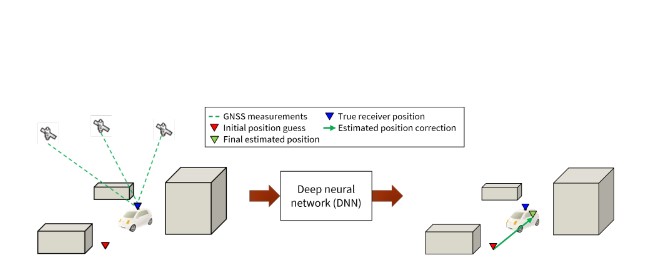 GNSS measurements
True receiver position
Initial position guess
Estimated position correction
Final estimated position
Deep neural
network (DNN)